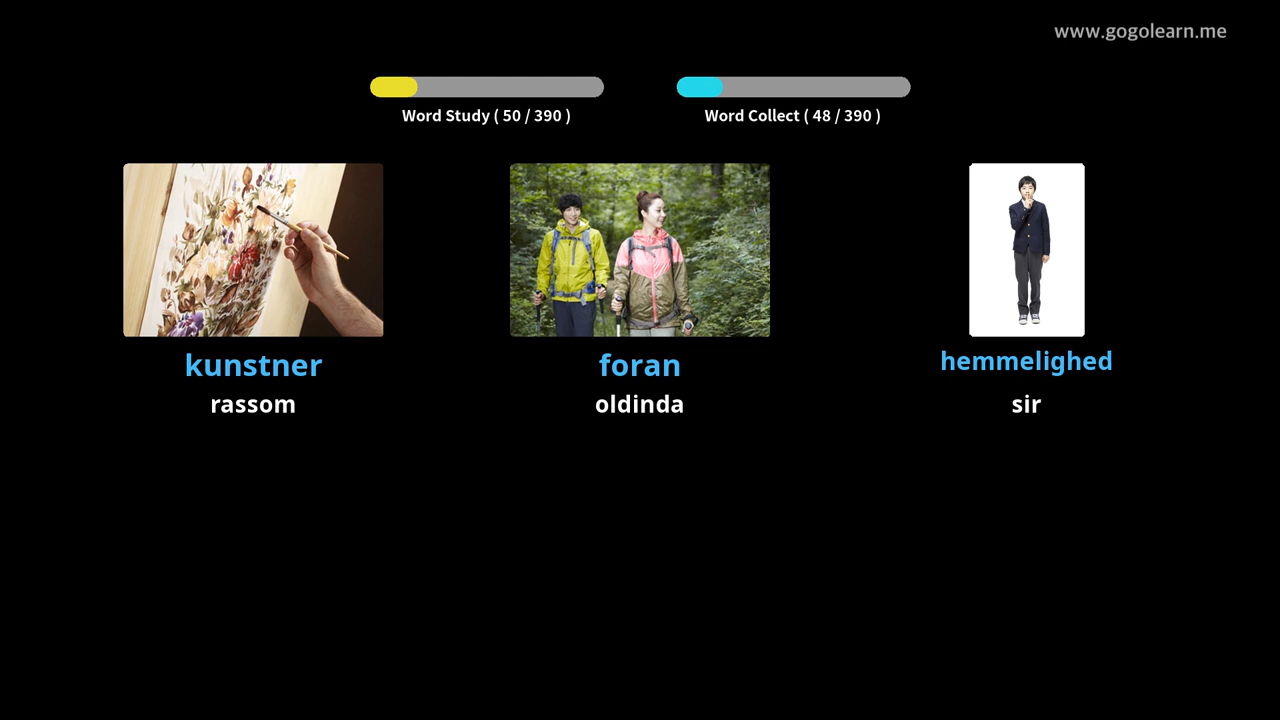 www.gogolearn.me
Word Study ( 50 / 390 )
Word Collect ( 48 / 390 )
kunstner
rassom
foran
oldinda
hemmelighed
sir